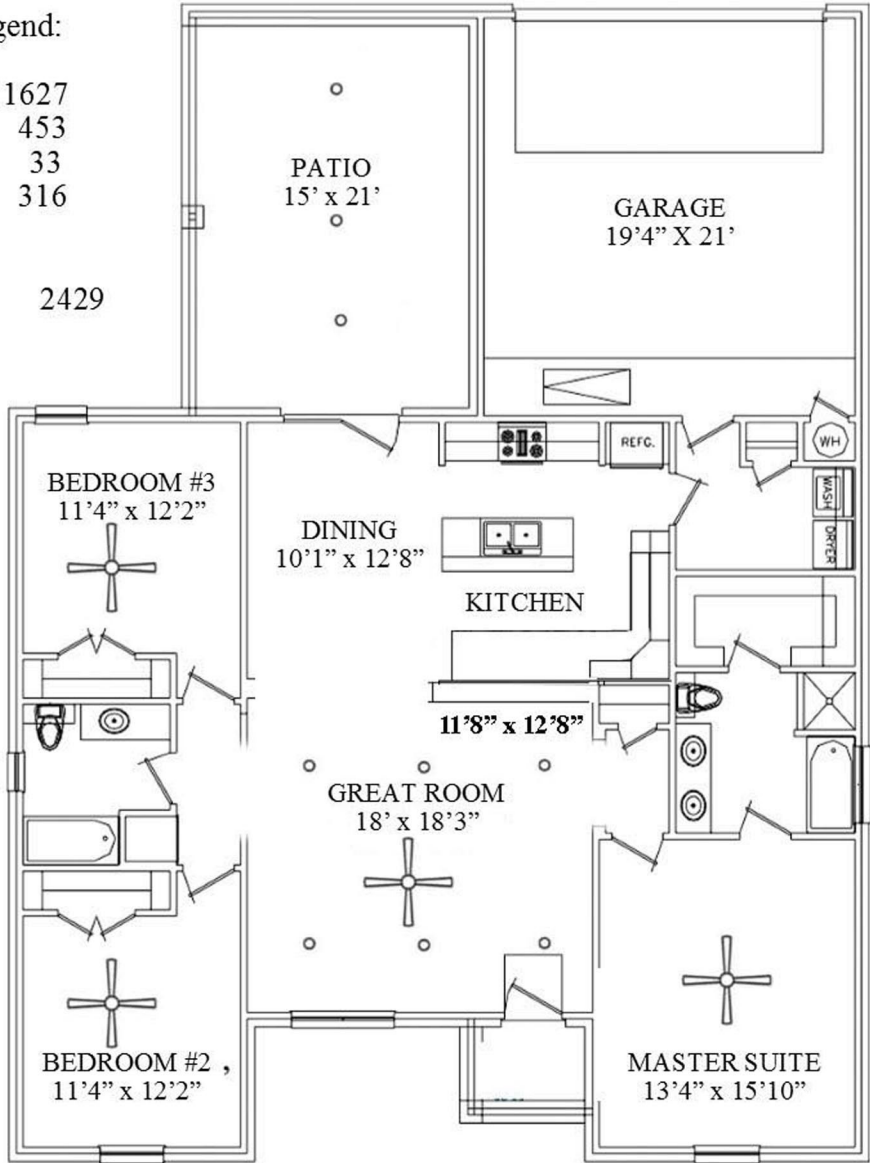 gend:
1627
453
33
316
2429
PATIO
15’ x 21’
GARAGE
19’4” X 21’
REFG.
WH
WASH
DRYER
BEDROOM #3
11’4” x 12’2”
DINING
10’1” x 12’8”
KITCHEN
11’8” x 12’8”
GREAT ROOM
18’ x 18’3”
BEDROOM #2 ,
11’4” x 12’2”
MASTER SUITE
13’4” x 15’10”